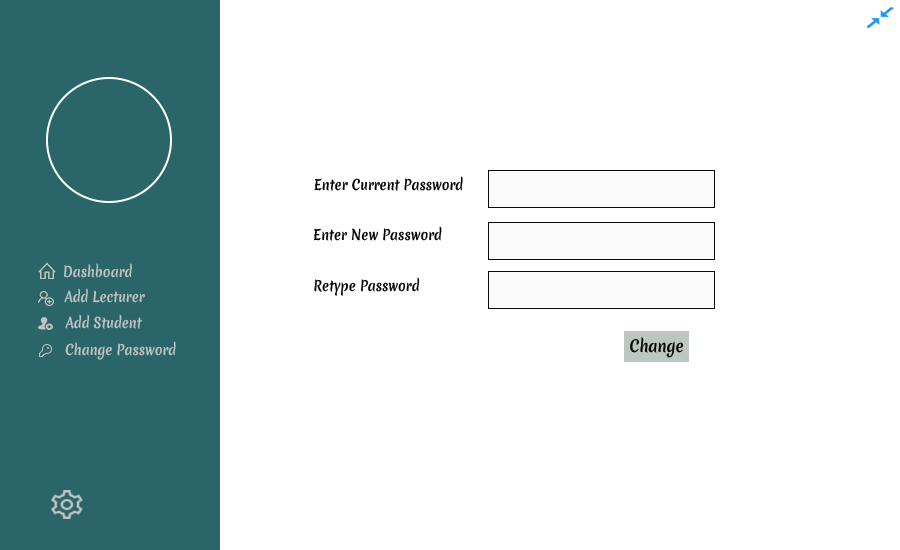 Dashboard
Add Lecturer
Add Student
Change Password
Enter Current Password
Enter New Password
Retype Password
Change